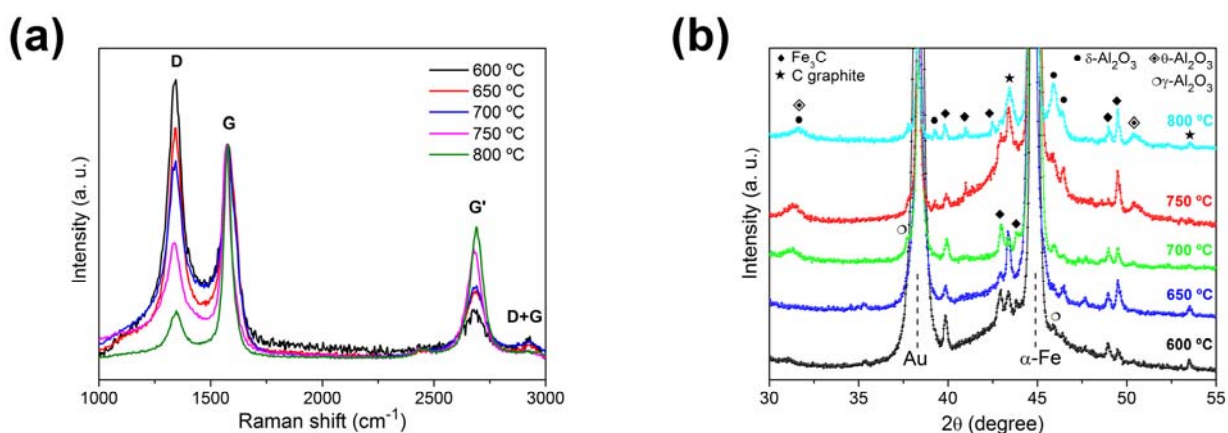 (a)
Intensity (a. u.)
D
G
G'
D+G
600 ºC
650 ºC
700 ºC
750 ºC
800 ºC
1000 1500 2000 2500 3000
Raman shift (cm⁻¹)
(b)
Intensity (a. u.)
◆ Fe₃C
★ C graphite
● δ-Al₂O₃
θ-Al₂O₃
γ-Al₂O₃
800 ºC
750 ºC
700 ºC
650 ºC
600 ºC
Au
α-Fe
30 35 40 45 50 55
2θ (degree)